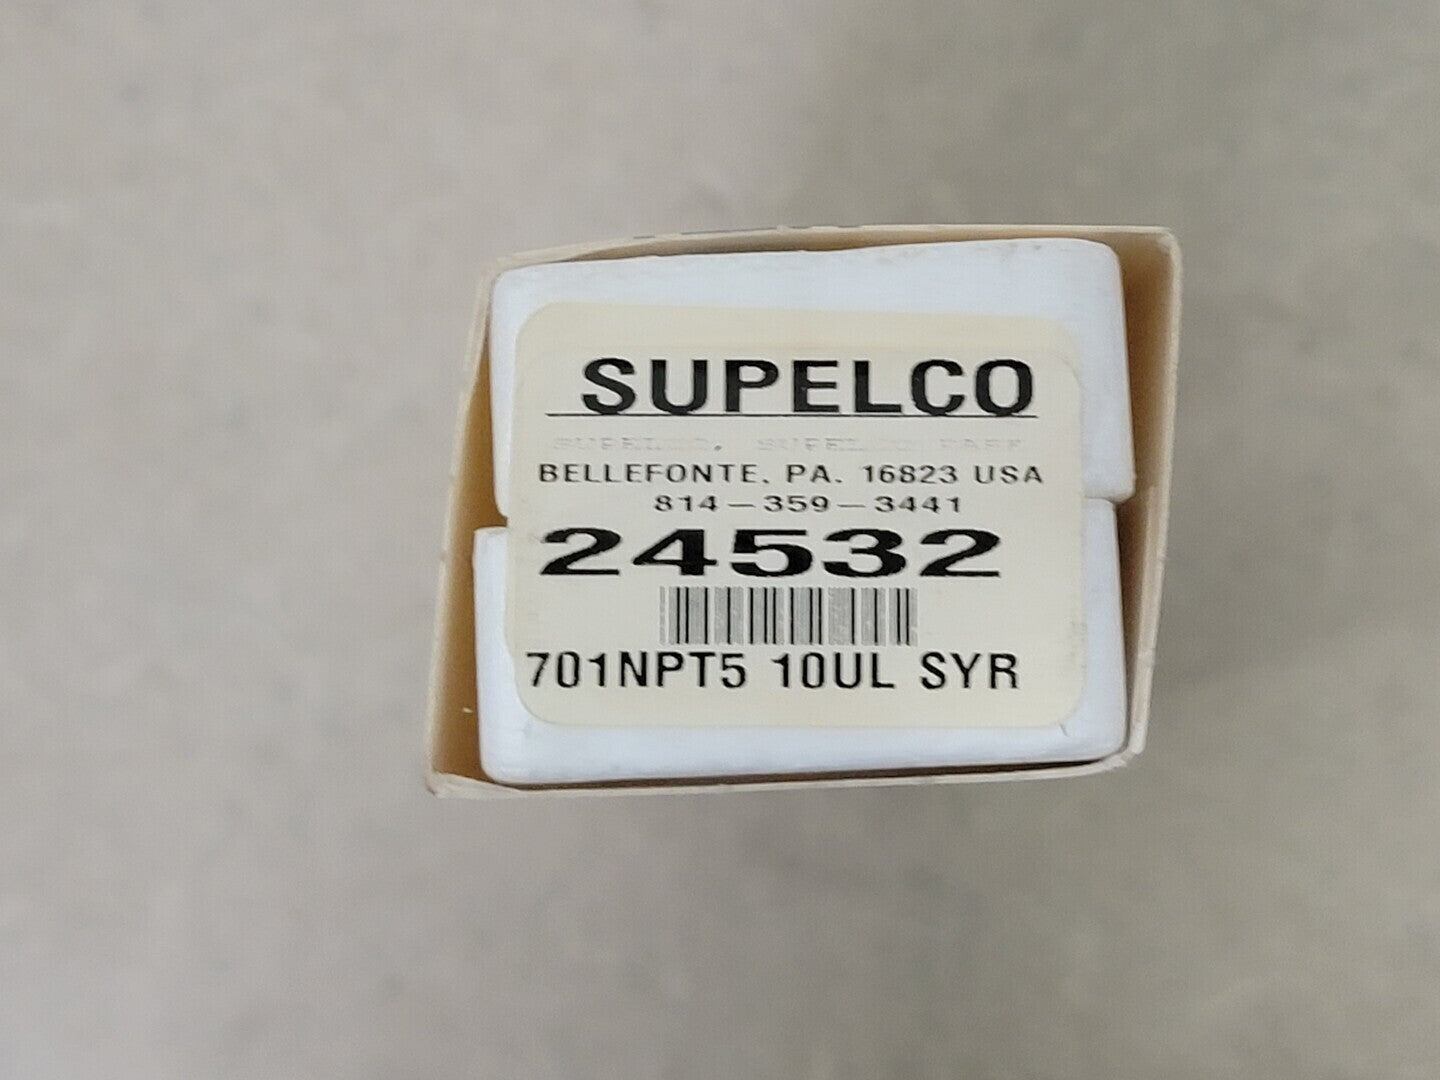 SUPELCO
BELLEFONTE, PA. 16823 USA
814-359-3441
24532
701NPT5 10UL SYR